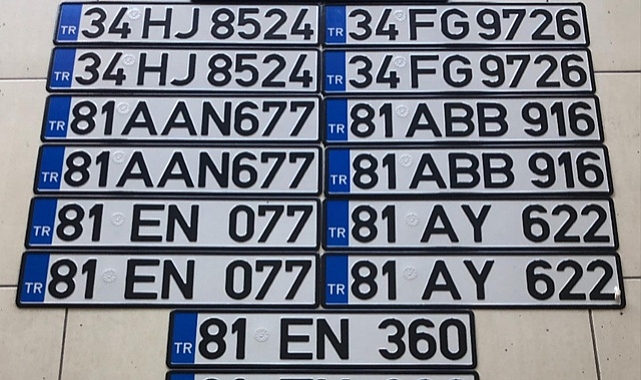 TR 34 HJ 8524 TR 34 FG 9726
TR 34 HJ 8524 TR 34 FG 9726
TR 81 AAN 677 TR 81 ABB 916
TR 81 AAN 677 TR 81 ABB 916
TR 81 EN 077 TR 81 AY 622
TR 81 EN 077 TR 81 AY 622
TR 81 EN 360